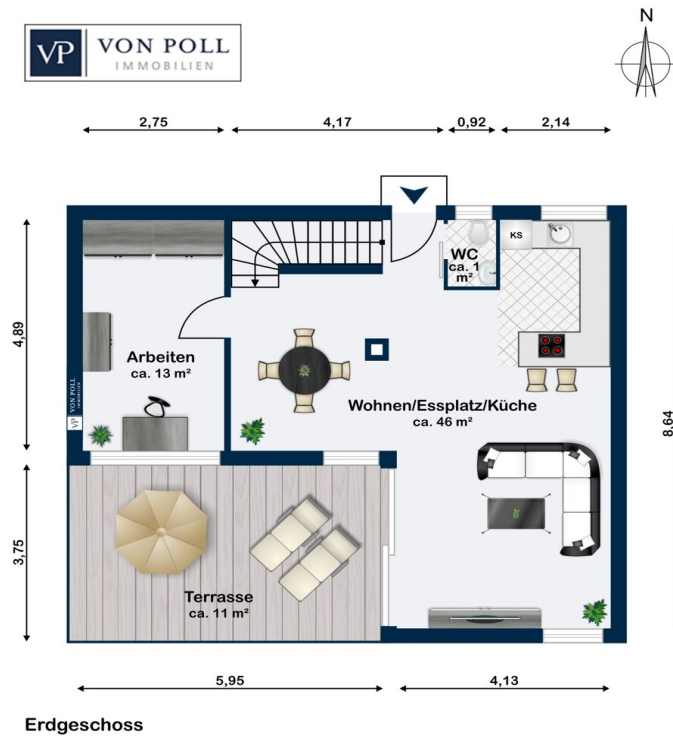 VP VON POLL
IMMOBILIEN
N
2,75
4,17
0,92
2,14
KS
WC
ca. 1
m²
4,89
Arbeiten
ca. 13 m²
Wohnen/Essplatz/Küche
ca. 46 m²
8,64
VP VON POLL
IMMOBILIEN
3,75
Terrasse
ca. 11 m²
5,95
4,13
Erdgeschoss